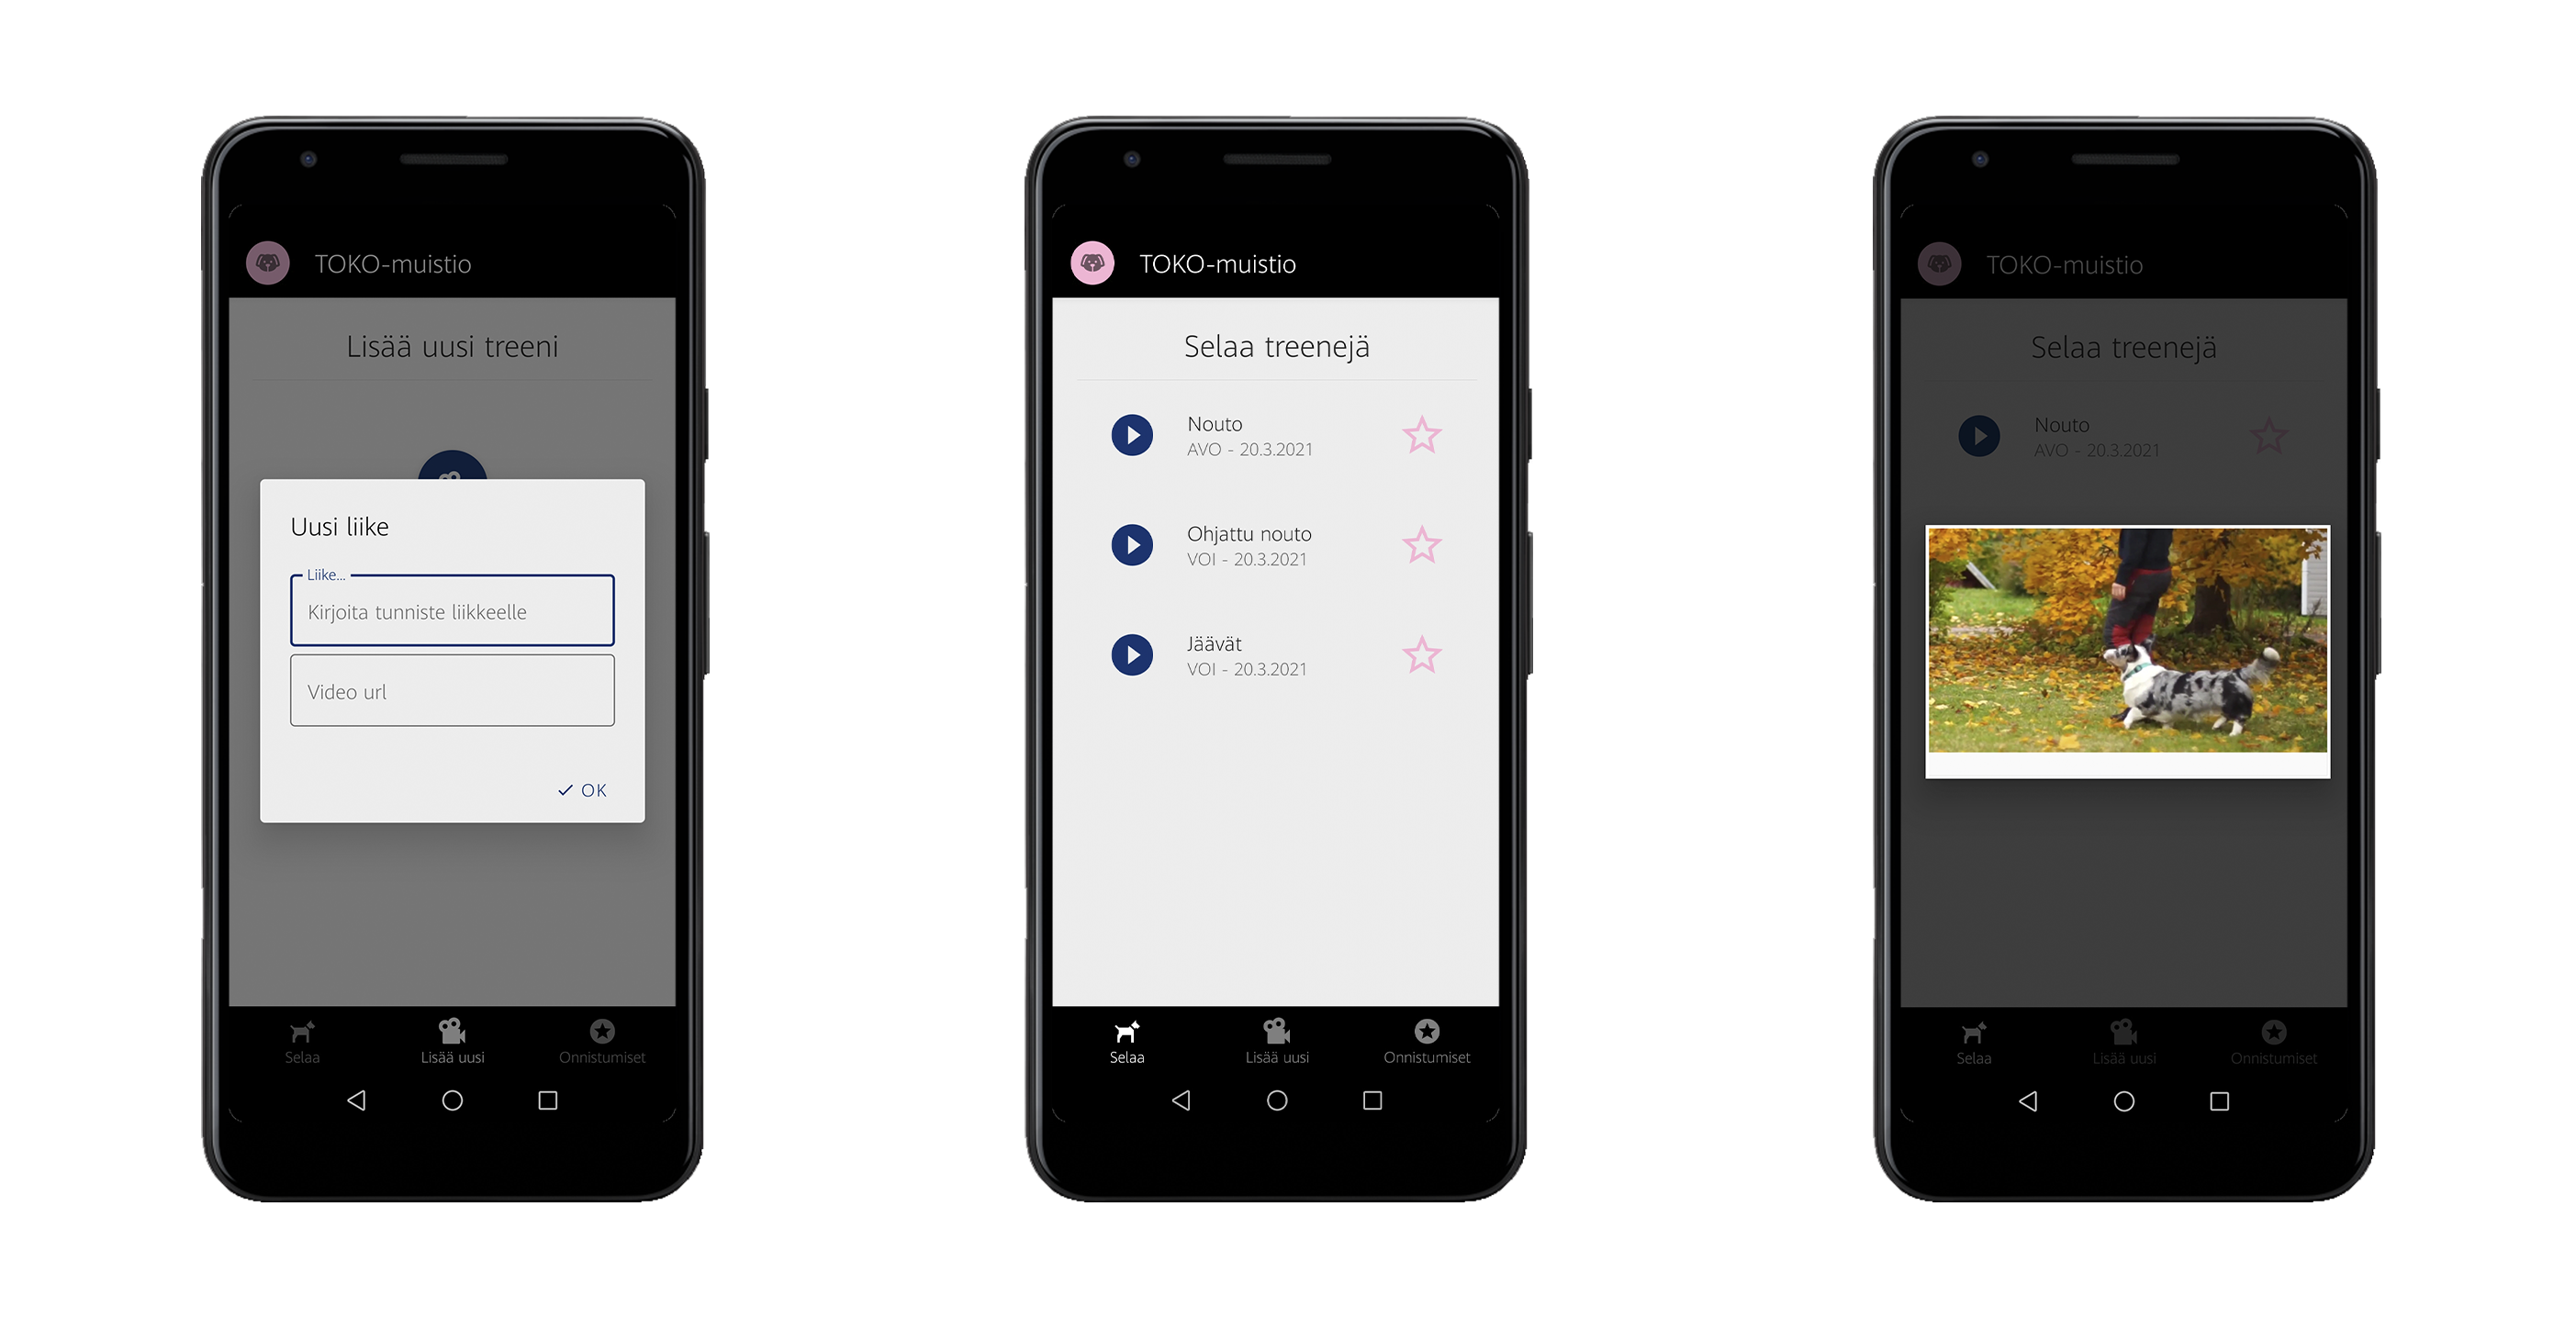 TOKO-muistio
Lisää uusi treeni
Uusi liike
Liike...
Kirjoita tunniste liikkeelle
Video url
OK
Selaa
Lisää uusi
Onnistumiset
TOKO-muistio
Selaa treenejä
Nouto
AVO - 20.3.2021
Ohjattu nouto
VOI - 20.3.2021
Jäävät
VOI - 20.3.2021
Selaa
Lisää uusi
Onnistumiset
TOKO-muistio
Selaa treenejä
Nouto
AVO - 20.3.2021
Selaa
Lisää uusi
Onnistumiset